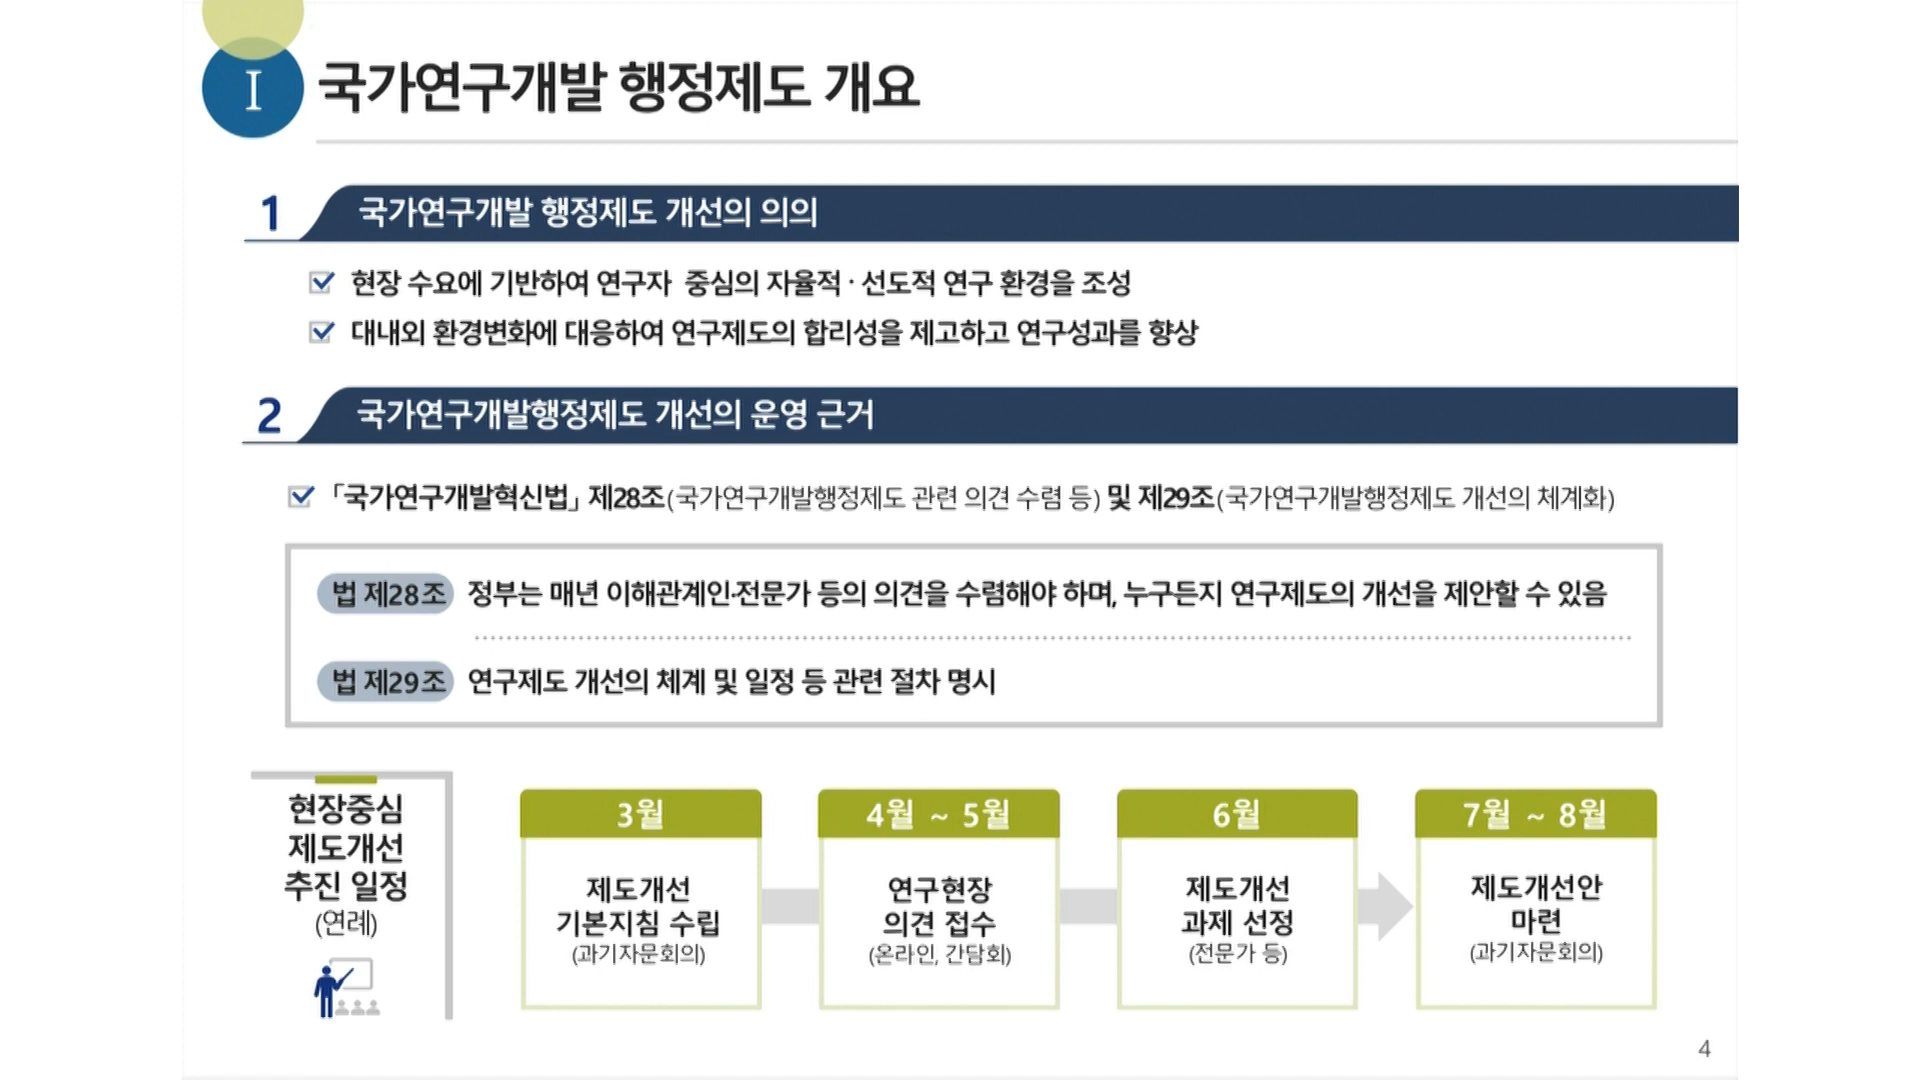 I 국가연구개발 행정제도 개요
1 국가연구개발 행정제도 개선의 의의
현장 수요에 기반하여 연구자 중심의 자율적 · 선도적 연구 환경을 조성
대내외 환경변화에 대응하여 연구제도의 합리성을 제고하고 연구성과를 향상
2 국가연구개발행정제도 개선의 운영 근거
「국가연구개발혁신법」 제28조(국가연구개발행정제도 관련 의견 수렴 등) 및 제29조(국가연구개발행정제도 개선의 체계화)
법 제28조 정부는 매년 이해관계인·전문가 등의 의견을 수렴해야 하며, 누구든지 연구제도의 개선을 제안할 수 있음
법 제29조 연구제도 개선의 체계 및 일정 등 관련 절차 명시
현장중심
제도개선
추진 일정
(연례)
3월
제도개선
기본지침 수립
(과기자문회의)
4월 ~ 5월
연구현장
의견 접수
(온라인, 간담회)
6월
제도개선
과제 선정
(전문가 등)
7월 ~ 8월
제도개선안
마련
(과기자문회의)
4